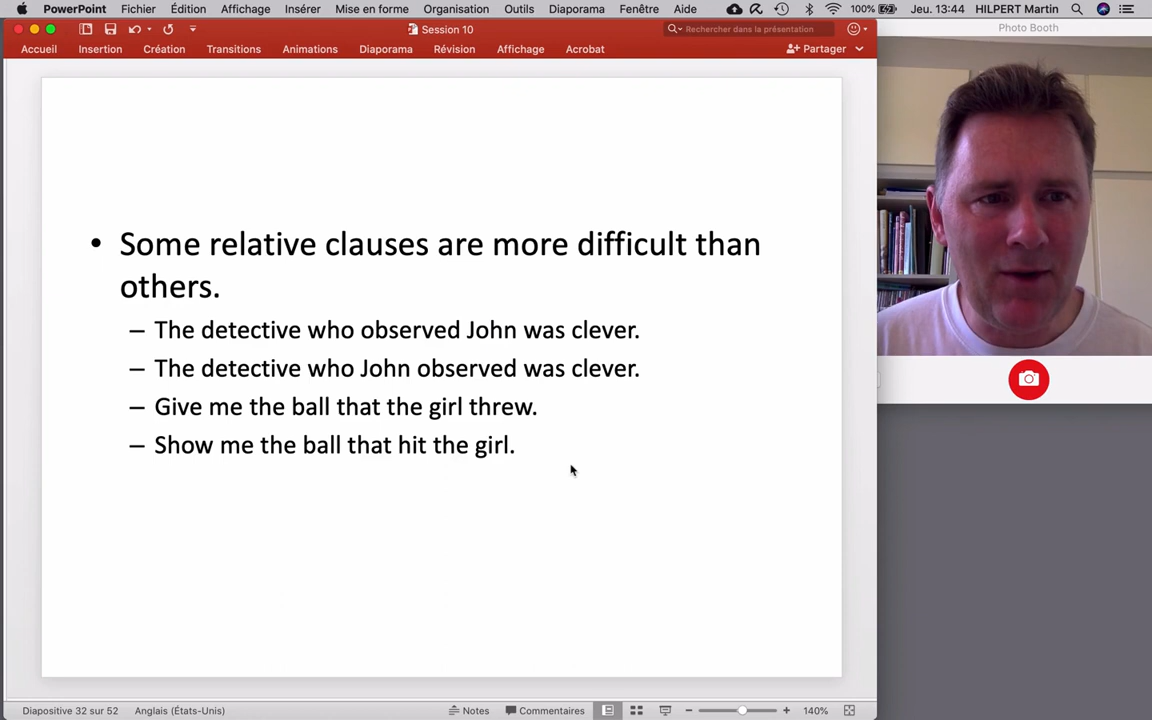 PowerPoint Fichier Édition Affichage Insérer Mise en forme Organisation Outils Diaporama Fenêtre Aide 100% Jeu. 13:44 HILPERT Martin
Session 10
Rechercher dans la présentation
Photo Booth
Accueil Insertion Création Transitions Animations Diaporama Révision Affichage Acrobat Partager
• Some relative clauses are more difficult than
others.
– The detective who observed John was clever.
– The detective who John observed was clever.
– Give me the ball that the girl threw.
– Show me the ball that hit the girl.
Diapositive 32 sur 52 Anglais (États-Unis) Notes Commentaires 140%